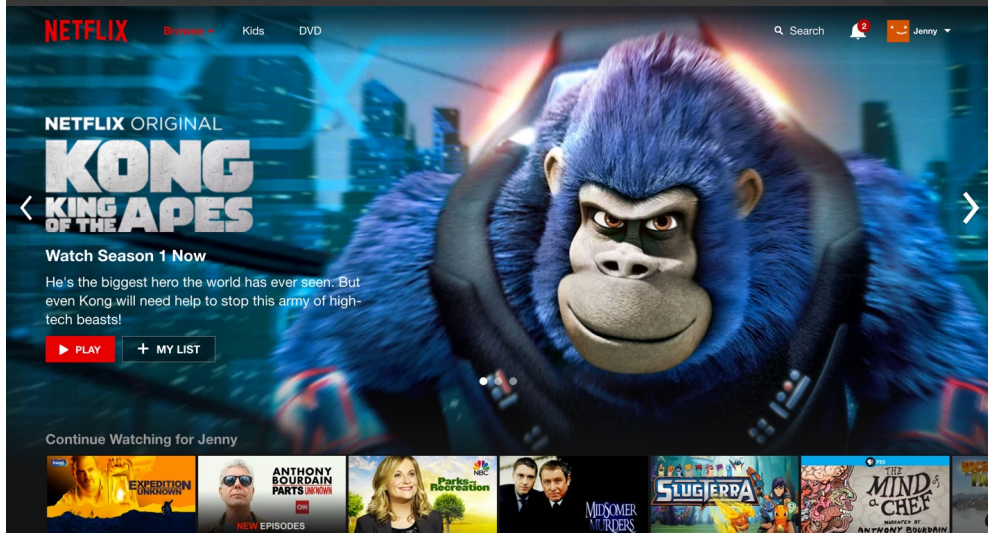 NETFLIX
Browse
Kids
DVD
Search
2
Jenny
NETFLIX ORIGINAL
KONG
KING
OF THE APES
Watch Season 1 Now
He's the biggest hero the world has ever seen. But
even Kong will need help to stop this army of high-
tech beasts!
PLAY
+ MY LIST
Continue Watching for Jenny
EXPEDITION
UNKNOWN
ANTHONY
BOURDAIN
PARTS UNKNOWN
CNN
NEW EPISODES
NBC
Parks and
Recreation
MIDSOMER
MURDERS
SLUGTERRA
PBS
THE
MIND of
a CHEF
NARRATED BY
ANTHONY BOURDAIN